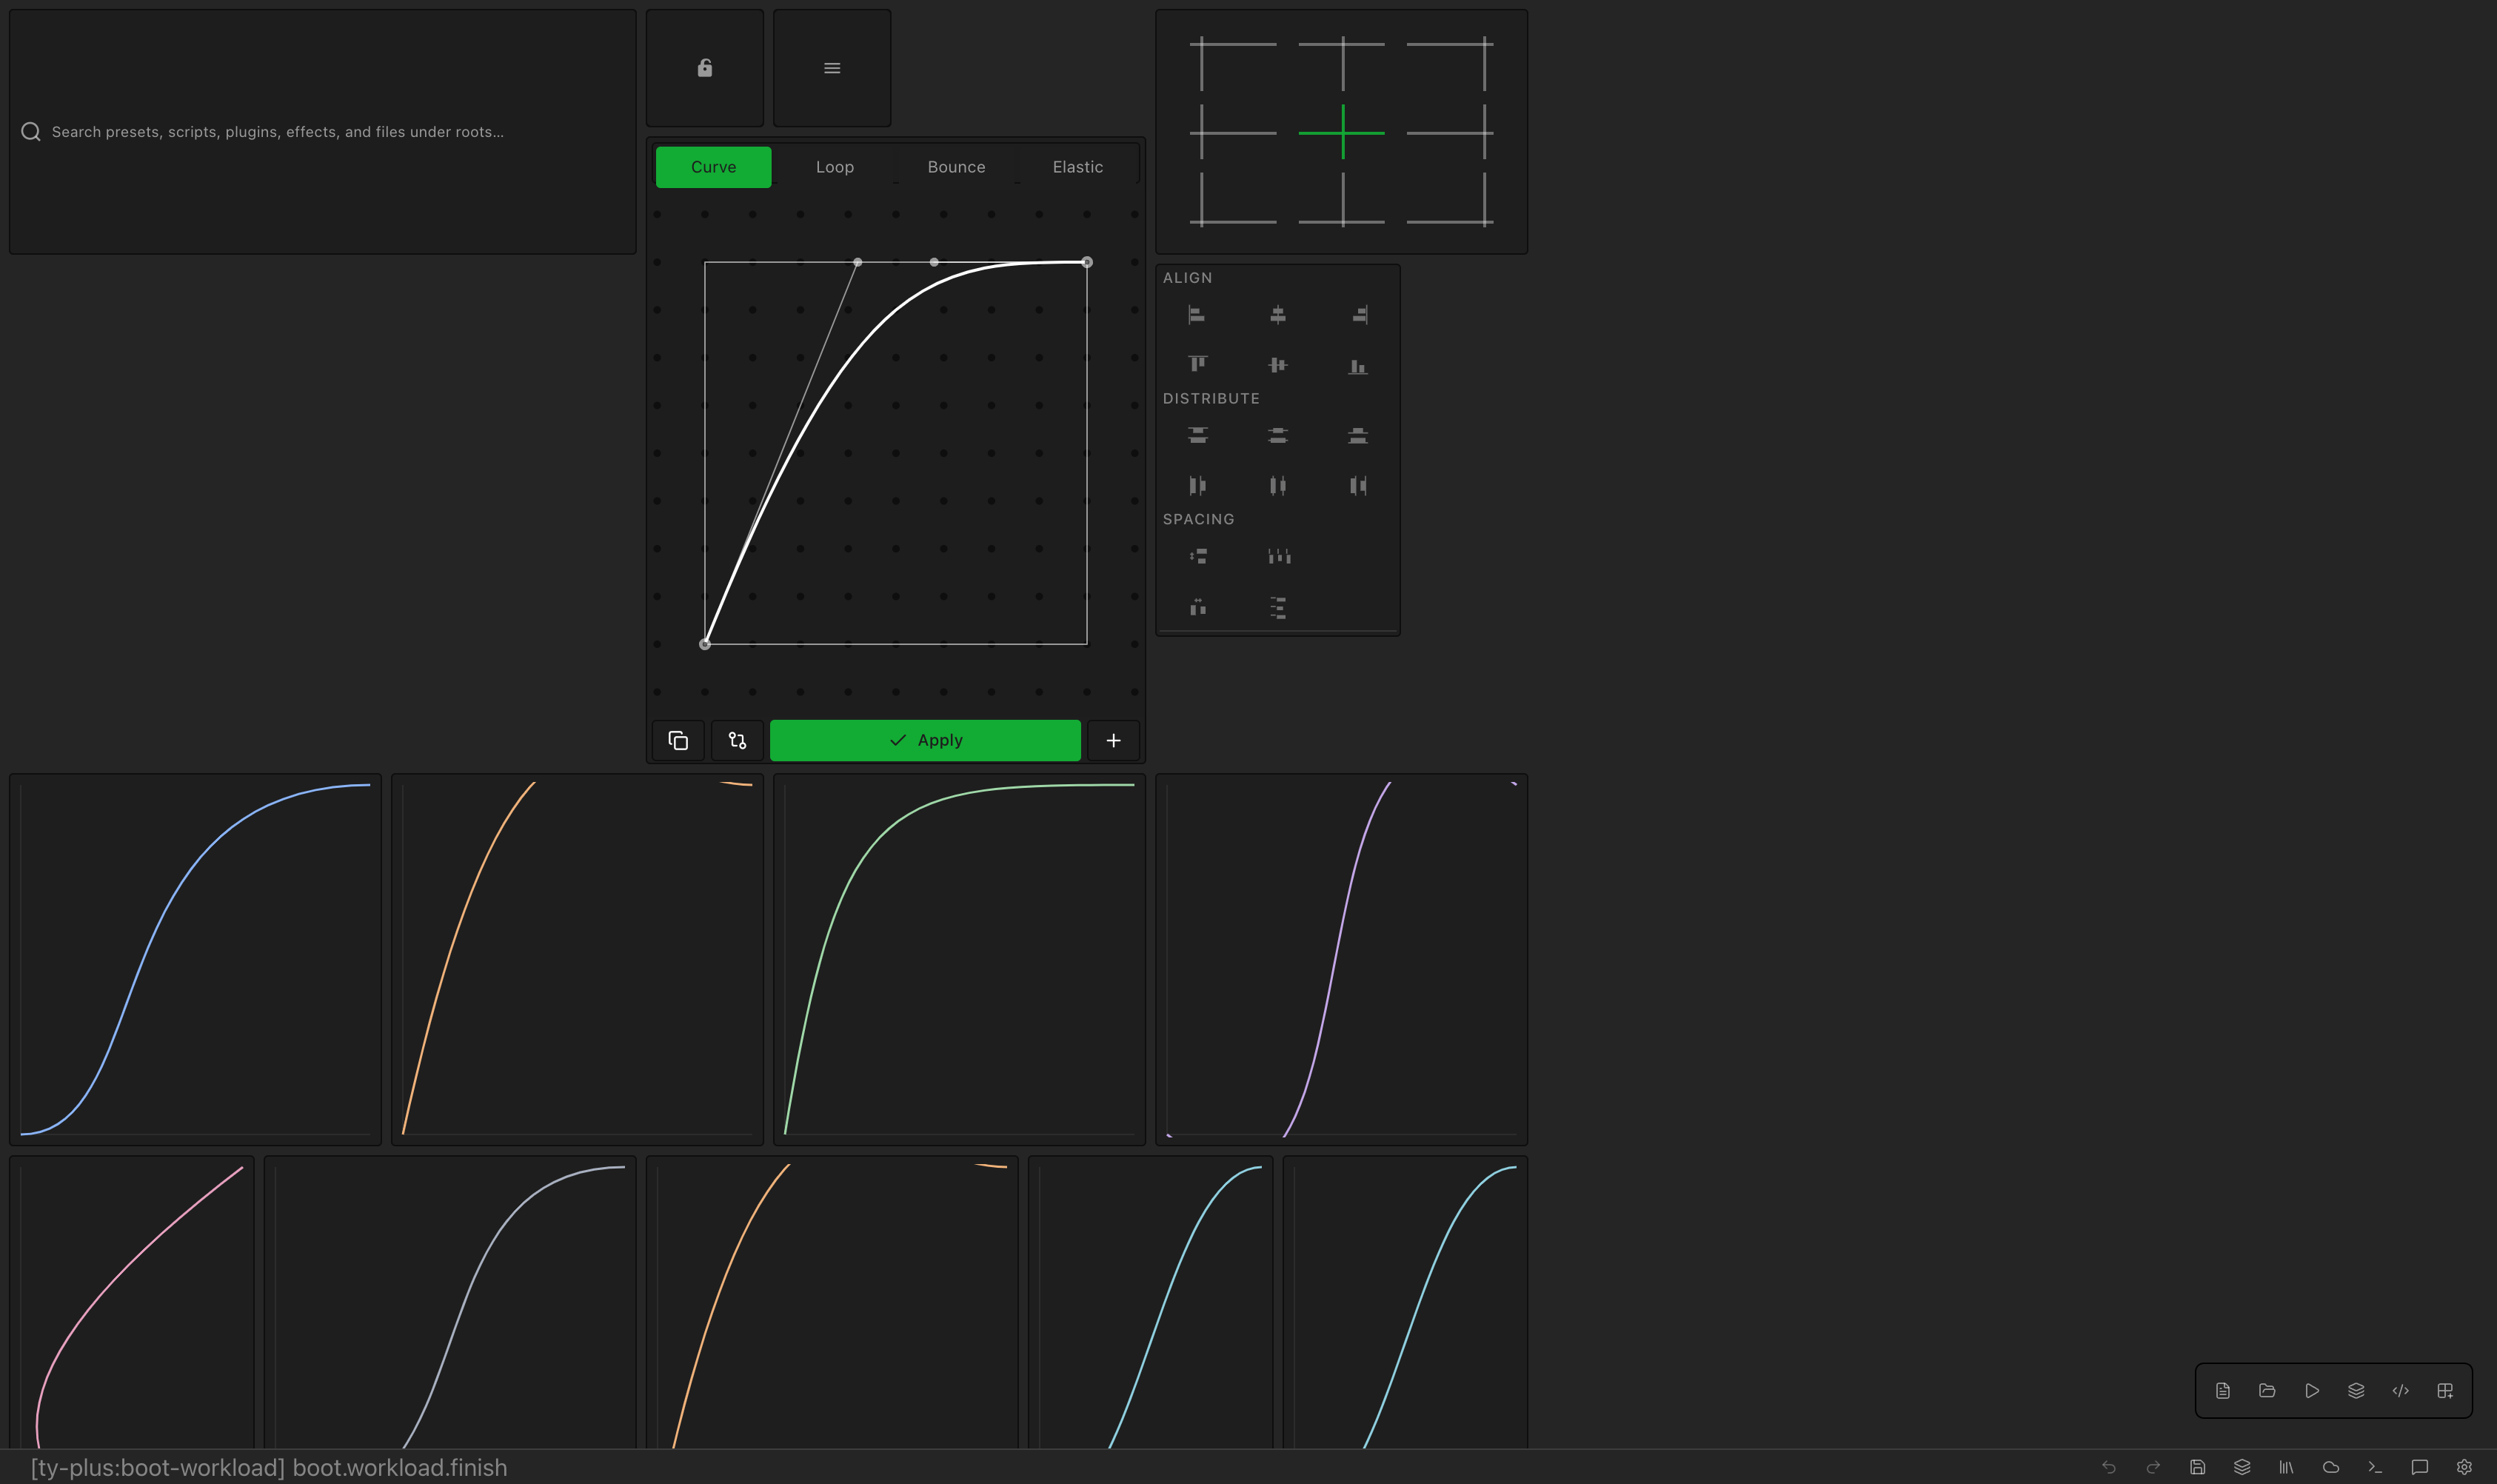 Search presets, scripts, plugins, effects, and files under roots...
Curve
Loop
Bounce
Elastic
Apply
ALIGN
DISTRIBUTE
SPACING
[ty-plus:boot-workload] boot.workload.finish